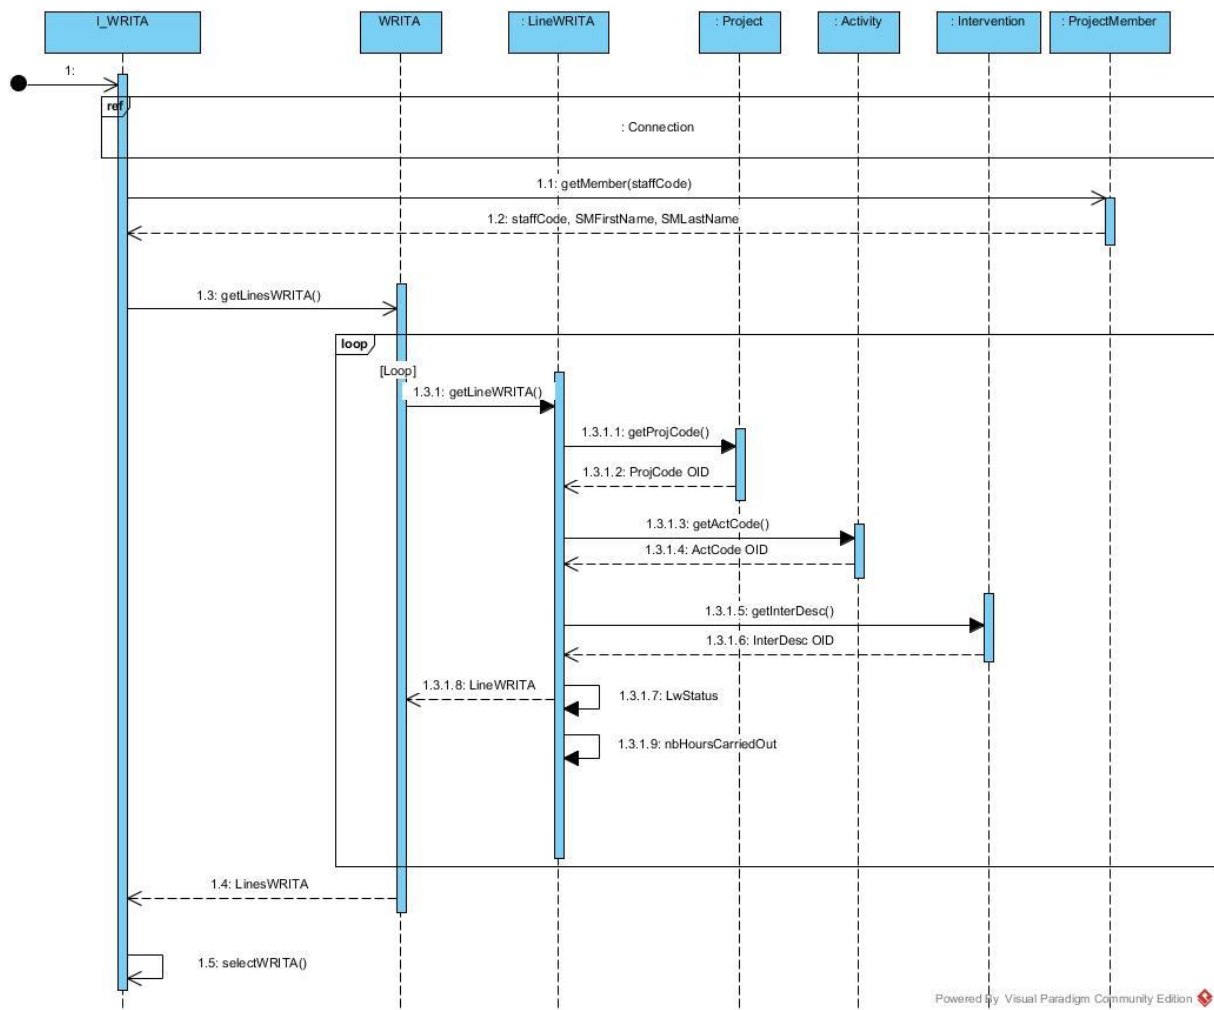 I_WRITA
WRITA
: LineWRITA
: Project
: Activity
: Intervention
: ProjectMember
1:
ref
: Connection
1.1: getMember(staffCode)
1.2: staffCode, SMFirstName, SMLastName
1.3: getLinesWRITA()
loop
[Loop]
1.3.1: getLineWRITA()
1.3.1.1: getProjCode()
1.3.1.2: ProjCode OID
1.3.1.3: getActCode()
1.3.1.4: ActCode OID
1.3.1.5: getInterDesc()
1.3.1.6: InterDesc OID
1.3.1.8: LineWRITA
1.3.1.7: LwStatus
1.3.1.9: nbHoursCarriedOut
1.4: LinesWRITA
1.5: selectWRITA()
Powered By Visual Paradigm Community Edition